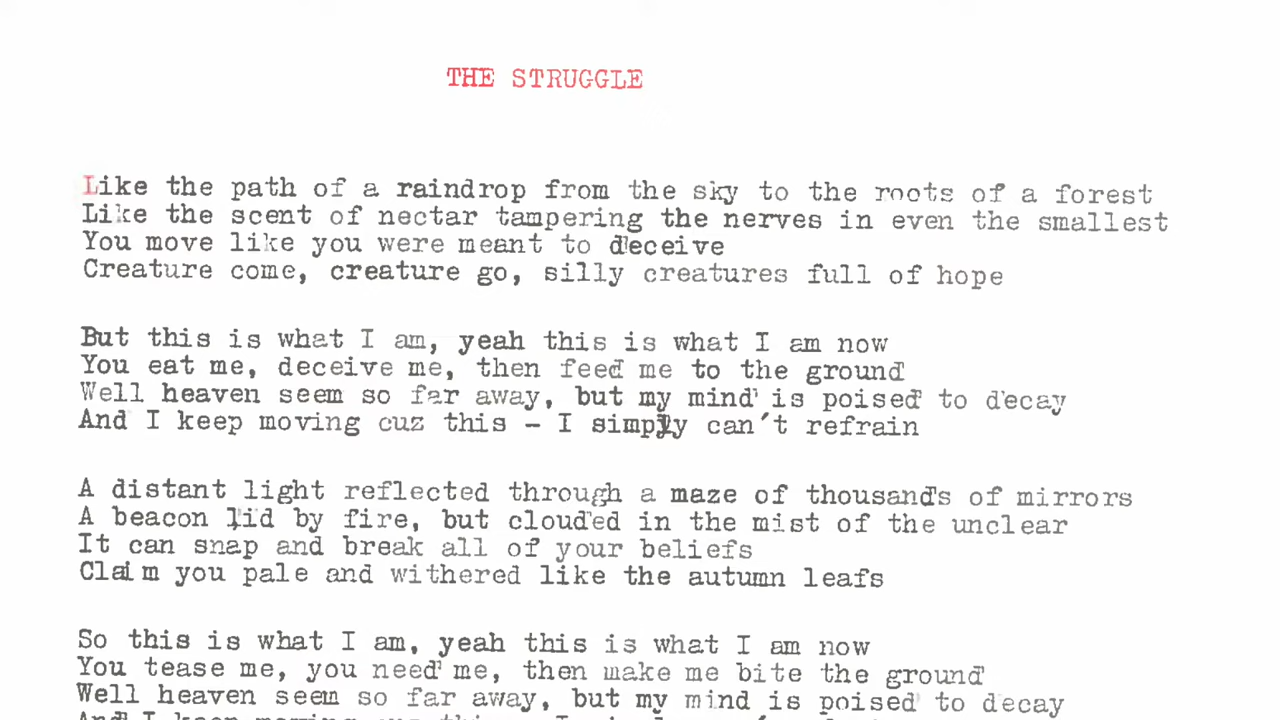 THE STRUGGLE
Like the path of a raindrop from the sky to the roots of a forest
Like the scent of nectar tampering the nerves in even the smallest
You move like you were meant to deceive
Creature come, creature go, silly creatures full of hope
But this is what I am, yeah this is what I am now
You eat me, deceive me, then feed me to the ground
Well heaven seem so far away, but my mind is poised to decay
And I keep moving cuz this - I simply can't refrain
A distant light reflected through a maze of thousands of mirrors
A beacon lid by fire, but clouded in the mist of the unclear
It can snap and break all of your beliefs
Claim you pale and withered like the autumn leafs
So this is what I am, yeah this is what I am now
You tease me, you need me, then make me bite the ground
Well heaven seem so far away, but my mind is poised to decay
And I keep moving cuz this - I simply can't refrain